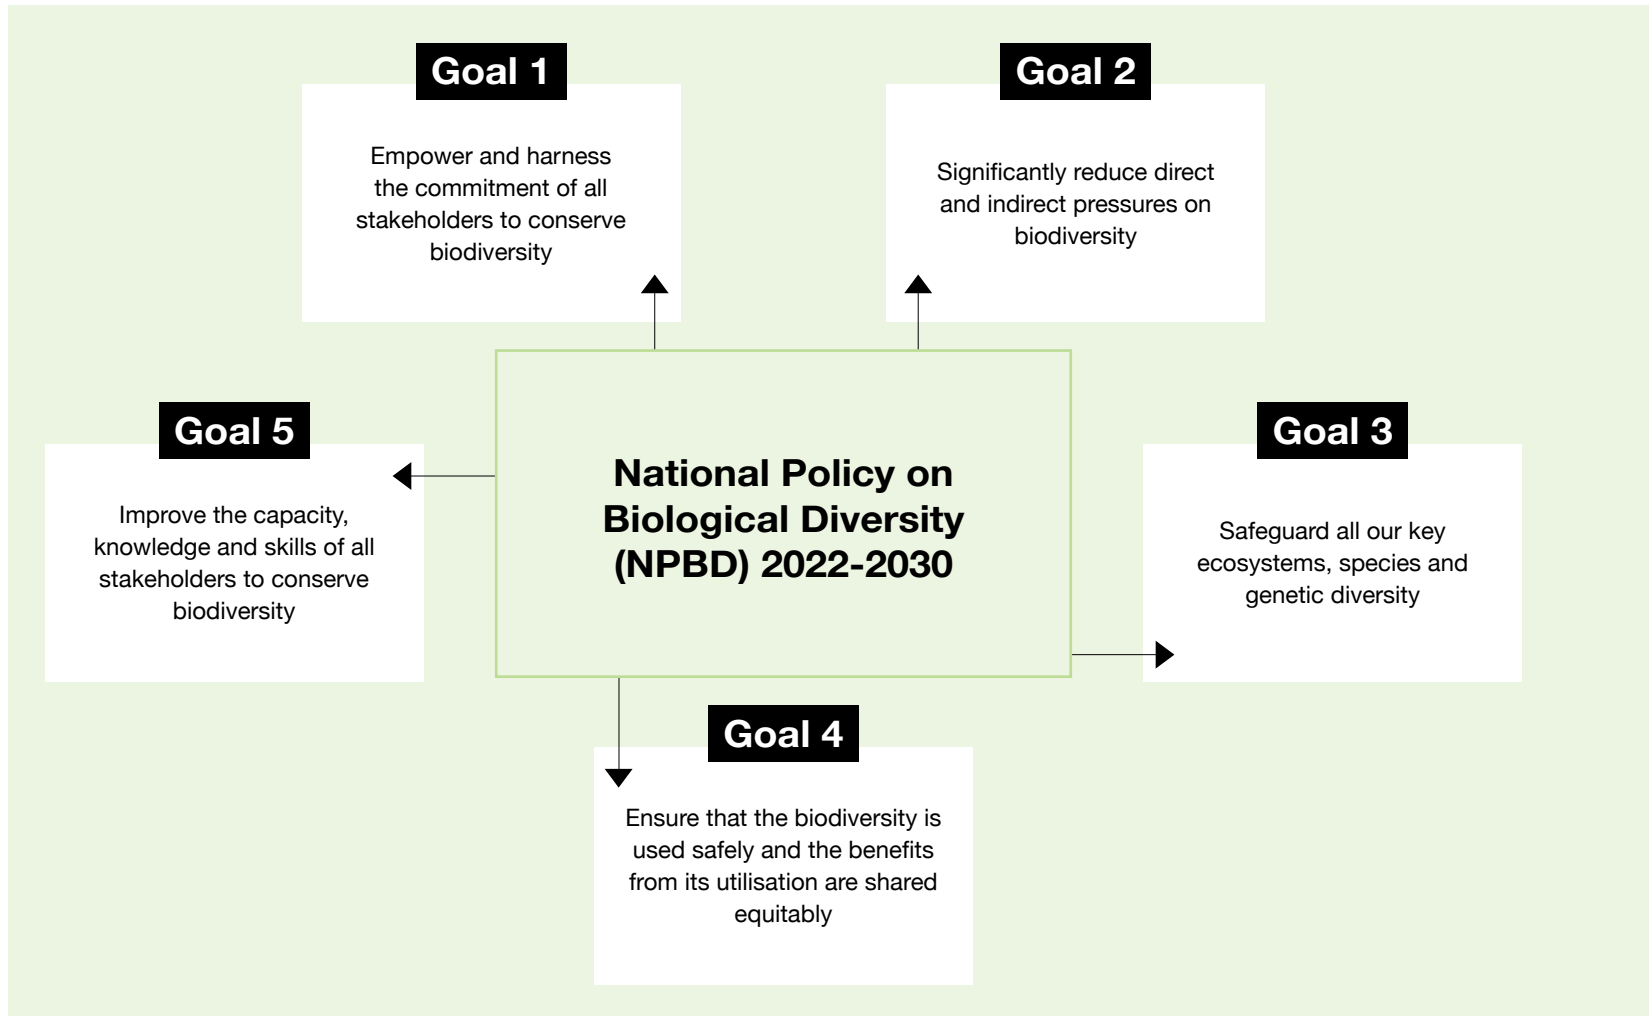 Goal 1
Empower and harness
the commitment of all
stakeholders to conserve
biodiversity
Goal 2
Significantly reduce direct
and indirect pressures on
biodiversity
Goal 5
Improve the capacity,
knowledge and skills of all
stakeholders to conserve
biodiversity
National Policy on
Biological Diversity
(NPBD) 2022-2030
Goal 3
Safeguard all our key
ecosystems, species and
genetic diversity
Goal 4
Ensure that the biodiversity is
used safely and the benefits
from its utilisation are shared
equitably